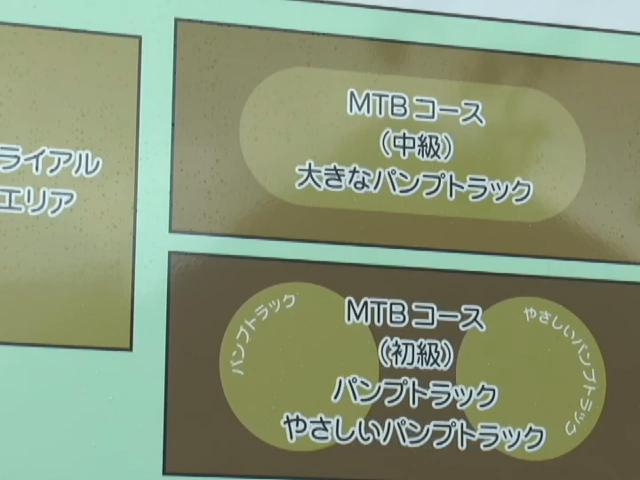 ライアル
エリア
MTBコース
(中級)
大きなパンプトラック
MTBコース
(初級)
パンプトラック
やさしいパンプトラック
パンプトラック
やさしいパンプトラック